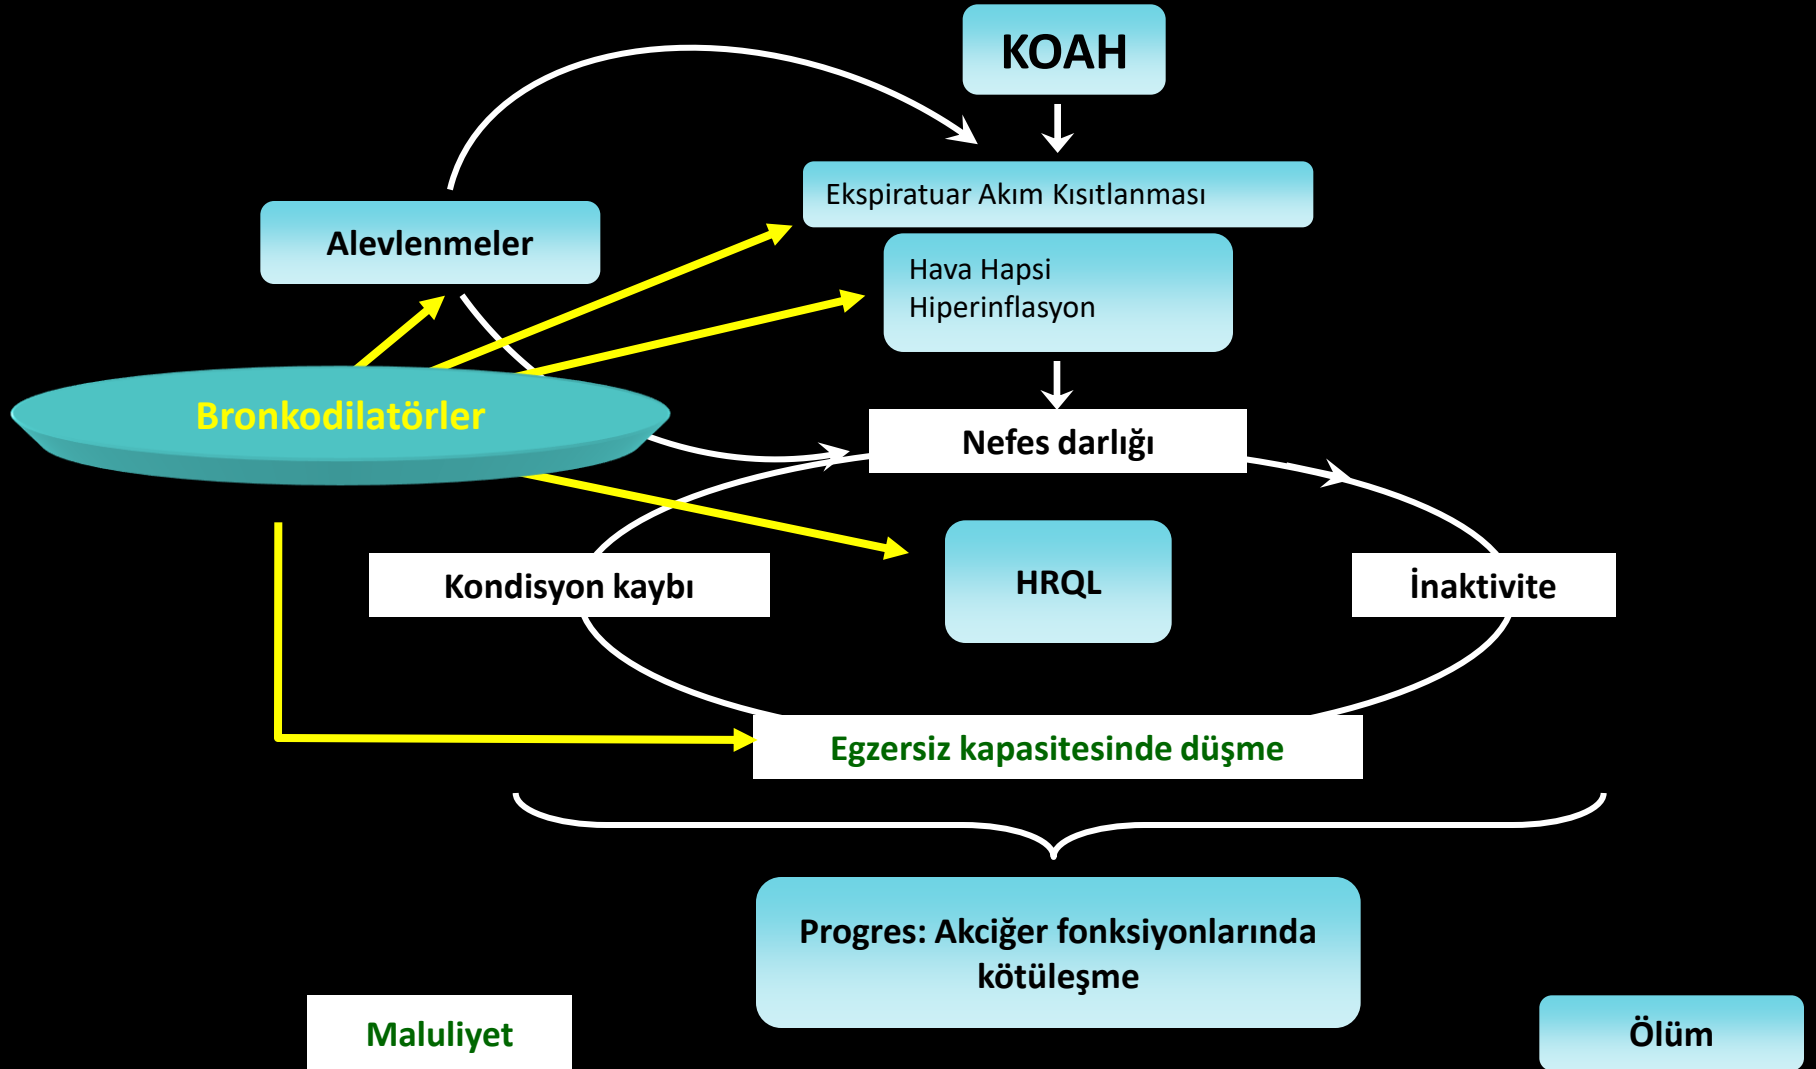 KOAH
Ekspiratuar Akım Kısıtlanması
Alevlenmeler
Hava Hapsi
Hiperinflasyon
Bronkodilatörler
Nefes darlığı
Kondisyon kaybı
HRQL
İnaktivite
Egzersiz kapasitesinde düşme
Progres: Akciğer fonksiyonlarında
kötüleşme
Maluliyet
Ölüm